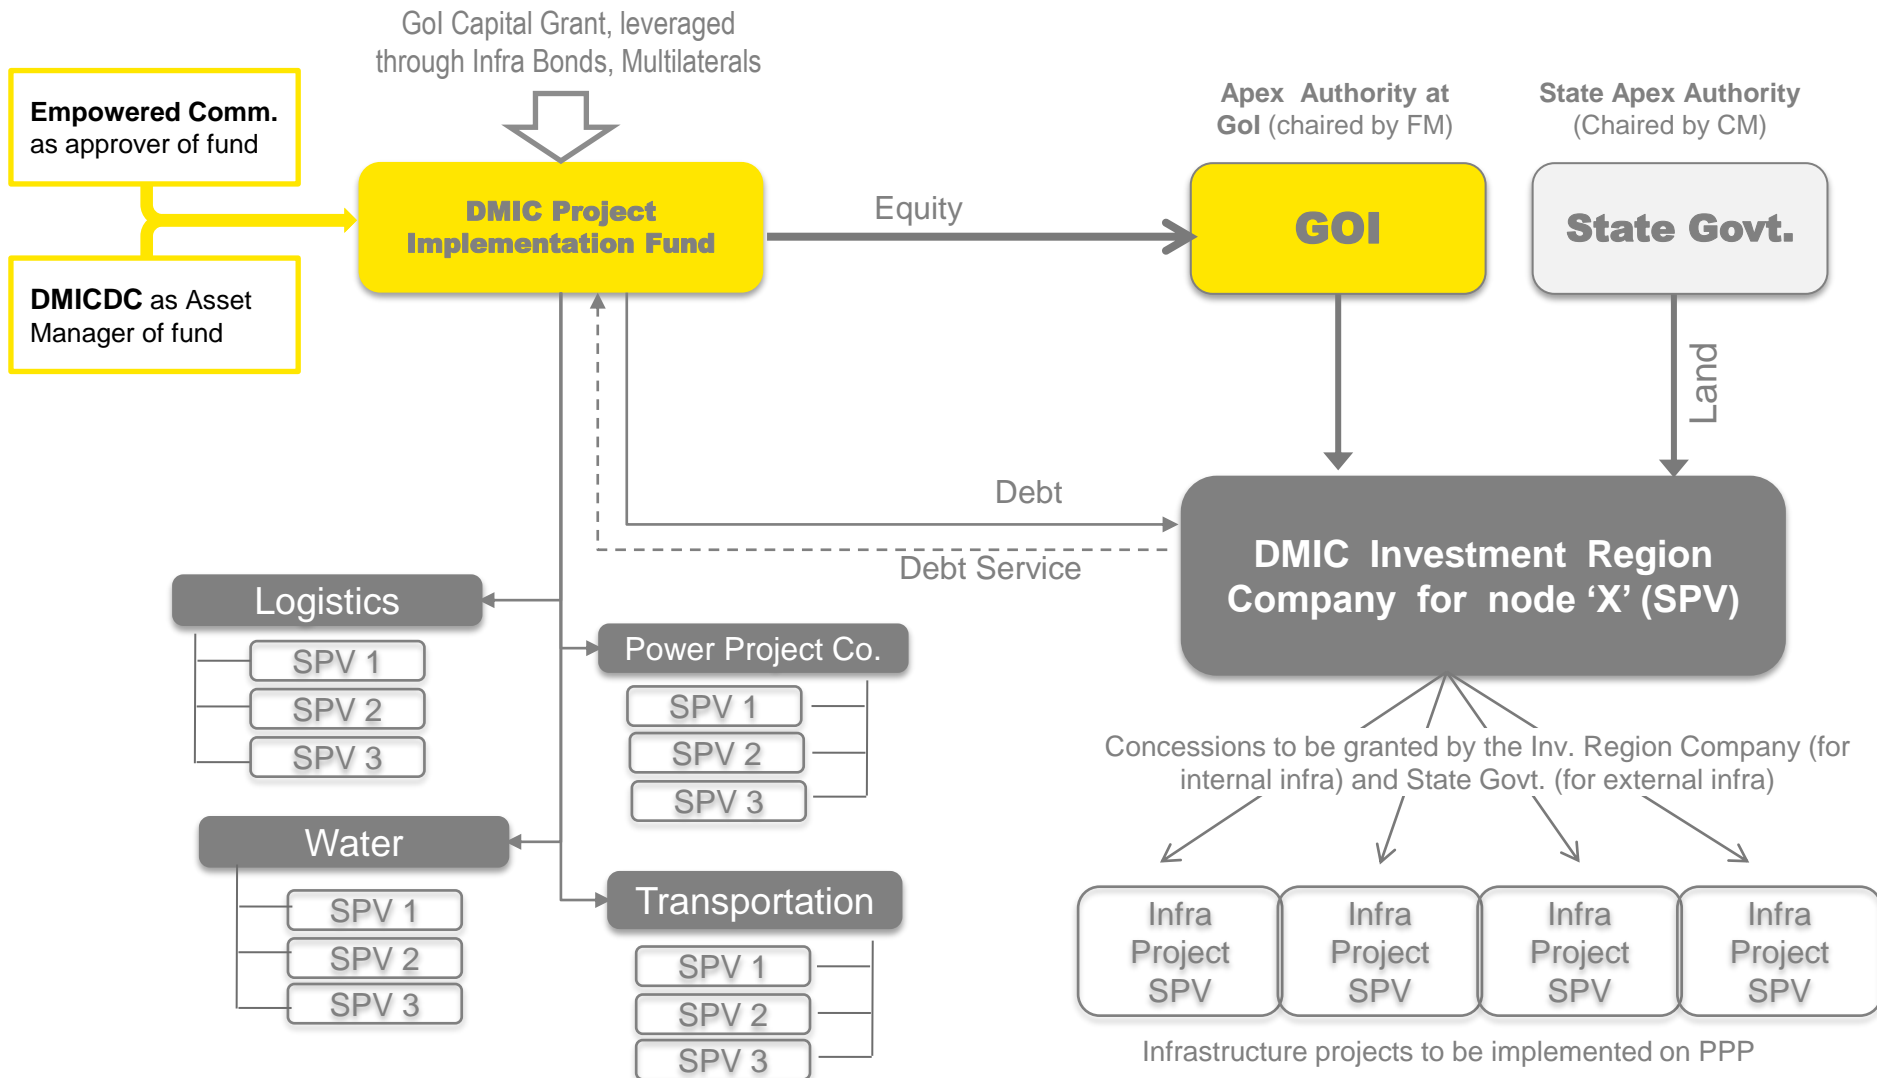 GoI Capital Grant, leveraged
through Infra Bonds, Multilaterals
Empowered Comm.
as approver of fund
DMICDC as Asset
Manager of fund
DMIC Project
Implementation Fund
Equity
Apex Authority at
GoI (chaired by FM)
State Apex Authority
(Chaired by CM)
GOI
State Govt.
Land
Debt
Debt Service
DMIC Investment Region
Company for node ‘X’ (SPV)
Logistics
SPV 1
SPV 2
SPV 3
Power Project Co.
SPV 1
SPV 2
SPV 3
Water
SPV 1
SPV 2
SPV 3
Transportation
SPV 1
SPV 2
SPV 3
Concessions to be granted by the Inv. Region Company (for
internal infra) and State Govt. (for external infra)
Infra
Project
SPV
Infra
Project
SPV
Infra
Project
SPV
Infra
Project
SPV
Infrastructure projects to be implemented on PPP